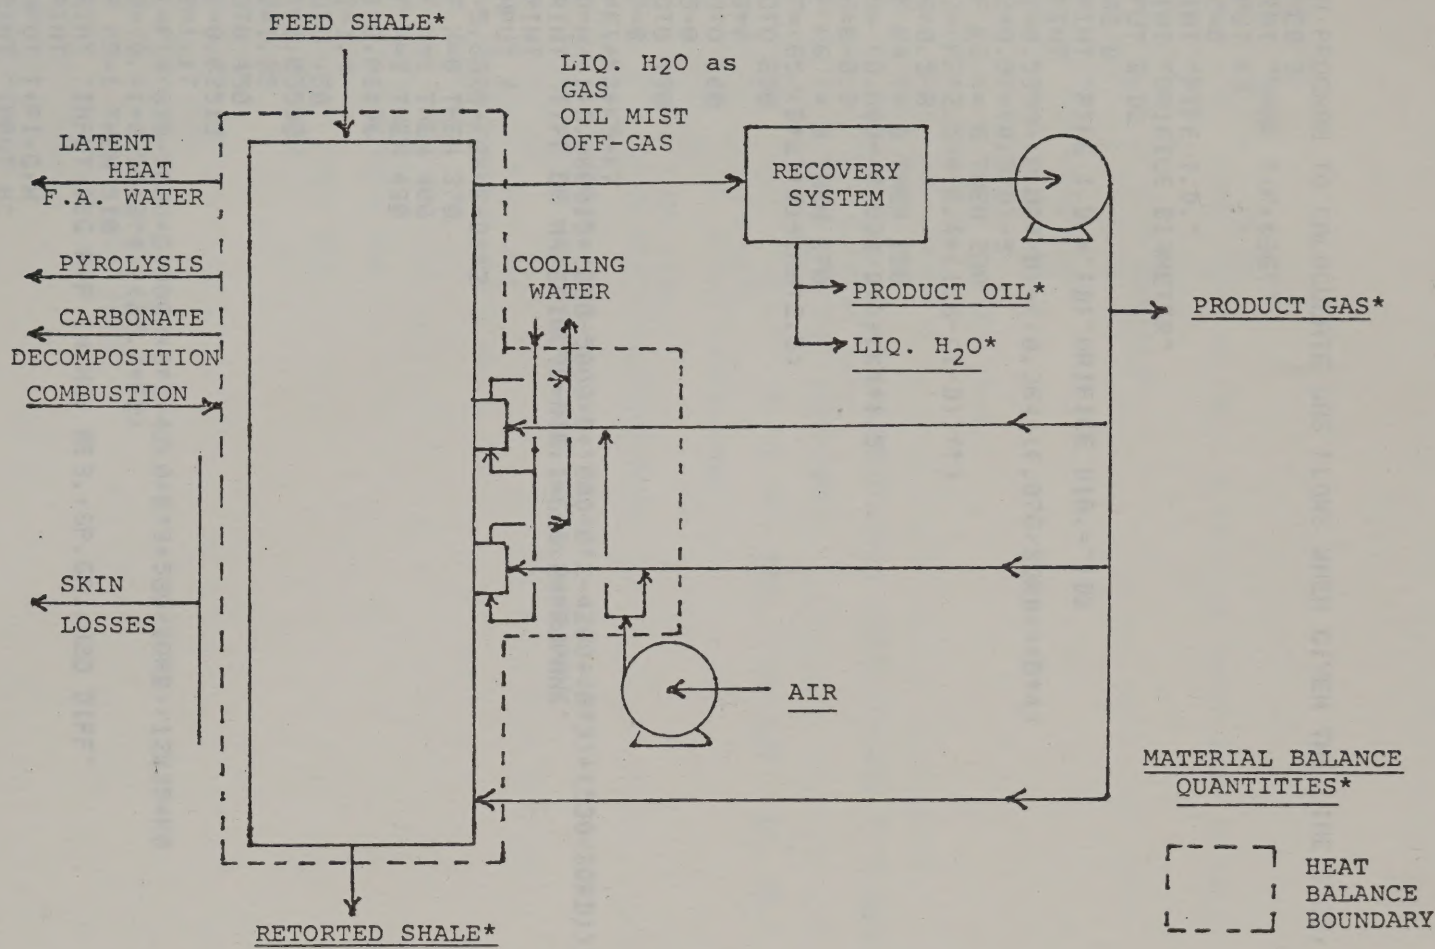 FEED SHALE*
LIQ. H2O as
GAS
OIL MIST
OFF-GAS
LATENT
HEAT
F.A. WATER
RECOVERY
SYSTEM
PYROLYSIS
COOLING
WATER
PRODUCT OIL*
PRODUCT GAS*
CARBONATE
DECOMPOSITION
LIQ. H2O*
COMBUSTION
SKIN
LOSSES
AIR
MATERIAL BALANCE
QUANTITIES*
HEAT
BALANCE
BOUNDARY
RETORTED SHALE*